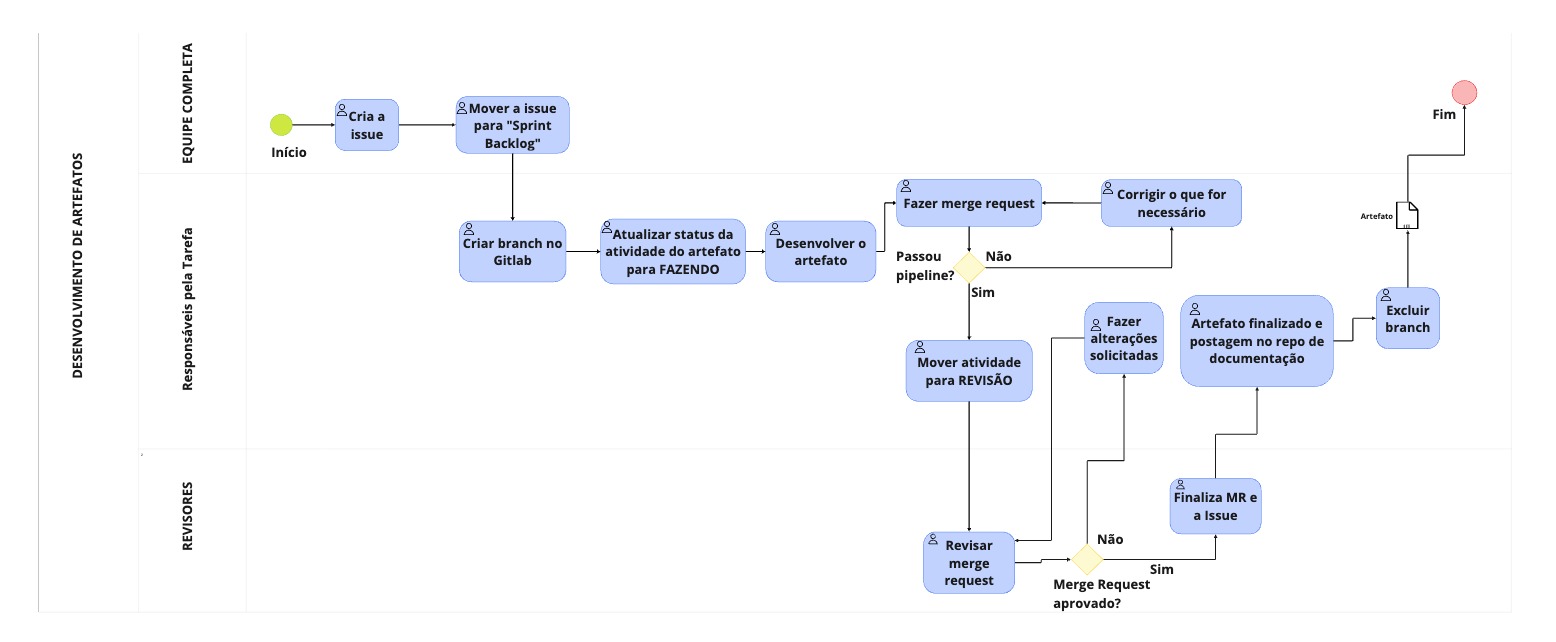 DESENVOLVIMENTO DE ARTEFATOS
EQUIPE COMPLETA
Início
Cria a
issue
Mover a issue
para "Sprint
Backlog"
Fim
Responsáveis pela Tarefa
Criar branch no
Gitlab
Atualizar status da
atividade do artefato
para FAZENDO
Desenvolver o
artefato
Fazer merge request
Corrigir o que for
necessário
Passou
pipeline?
Não
Sim
Mover atividade
para REVISÃO
Fazer
alterações
solicitadas
Artefato finalizado e
postagem no repo de
documentação
Excluir
branch
Artefato
REVISORES
Revisar
merge
request
Merge Request
aprovado?
Não
Sim
Finaliza MR e
a Issue